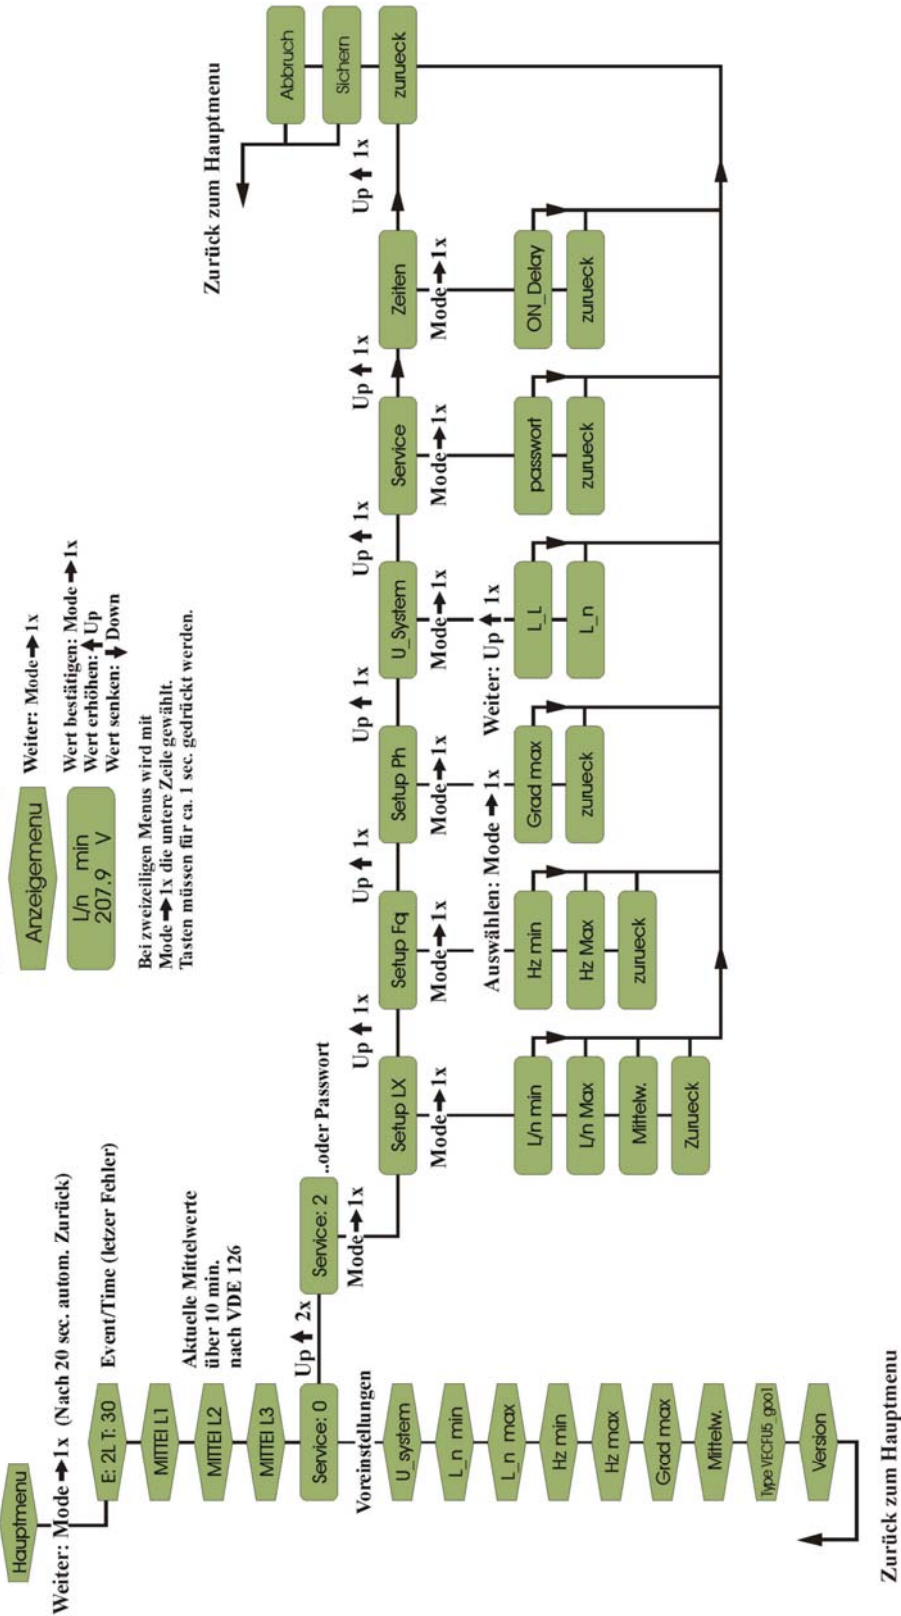 Hauptmenu
Weiter: Mode ➡ 1x (Nach 20 sec. autom. Zurück)
E: 2L T: 30
Event/Time (letzer Fehler)
MITTEl L1
MITTEl L2
MITTEl L3
Aktuelle Mittelwerte
über 10 min.
nach VDE 126
Service: 0
Up ⬆ 2x
Service: 2
..oder Passwort
Mode ➡ 1x
Voreinstellungen
U_system
L_n min
L_n max
Hz min
Hz max
Grad max
Mittelw.
Type VECFU5_goo1
Version
Zurück zum Hauptmenu
Anzeigemenu
Weiter: Mode ➡ 1x
L/n min
207.9 V
Wert bestätigen: Mode ➡ 1x
Wert erhöhen: ⬆ Up
Wert senken: ⬇ Down
Bei zweizeiligen Menus wird mit
Mode ➡ 1x die untere Zeile gewählt.
Tasten müssen für ca. 1 sec. gedrückt werden.
Setup LX
Up ⬆ 1x
Setup Fq
Up ⬆ 1x
Setup Ph
Up ⬆ 1x
U_System
Up ⬆ 1x
Service
Up ⬆ 1x
Zeiten
Up ⬆ 1x
zurueck
Sichern
Abbruch
Zurück zum Hauptmenu
Mode ➡ 1x
Mode ➡ 1x
Mode ➡ 1x
Mode ➡ 1x
Mode ➡ 1x
Mode ➡ 1x
Auswählen: Mode ➡ 1x
Weiter: Up ⬆ 1x
L/n min
L/n Max
Mittelw.
Zurueck
Hz min
Hz Max
zurueck
Grad max
zurueck
L_L
L_n
passwort
zurueck
ON_Delay
zurueck